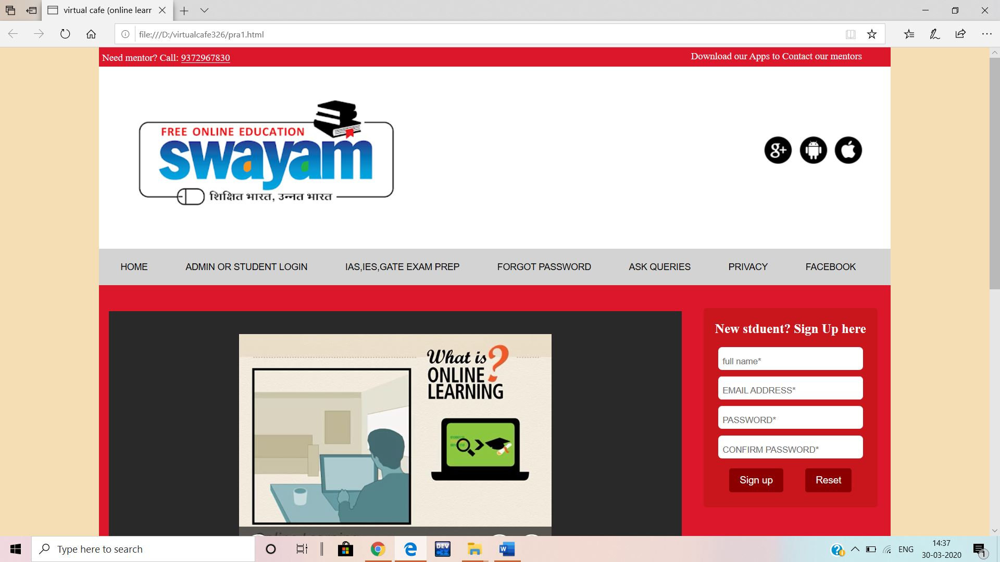 virtual cafe (online learr
file:///D:/virtualcafe326/pra1.html
Need mentor? Call: 9372967830
Download our Apps to Contact our mentors
FREE ONLINE EDUCATION
swayam
शिक्षित भारत, उन्नत भारत
g+
HOME
ADMIN OR STUDENT LOGIN
IAS,IES,GATE EXAM PREP
FORGOT PASSWORD
ASK QUERIES
PRIVACY
FACEBOOK
What is ?
ONLINE
LEARNING
New stduent? Sign Up here
full name*
EMAIL ADDRESS*
PASSWORD*
CONFIRM PASSWORD*
Sign up
Reset
Type here to search
DEV
C++
W
ENG
14:37
30-03-2020
1